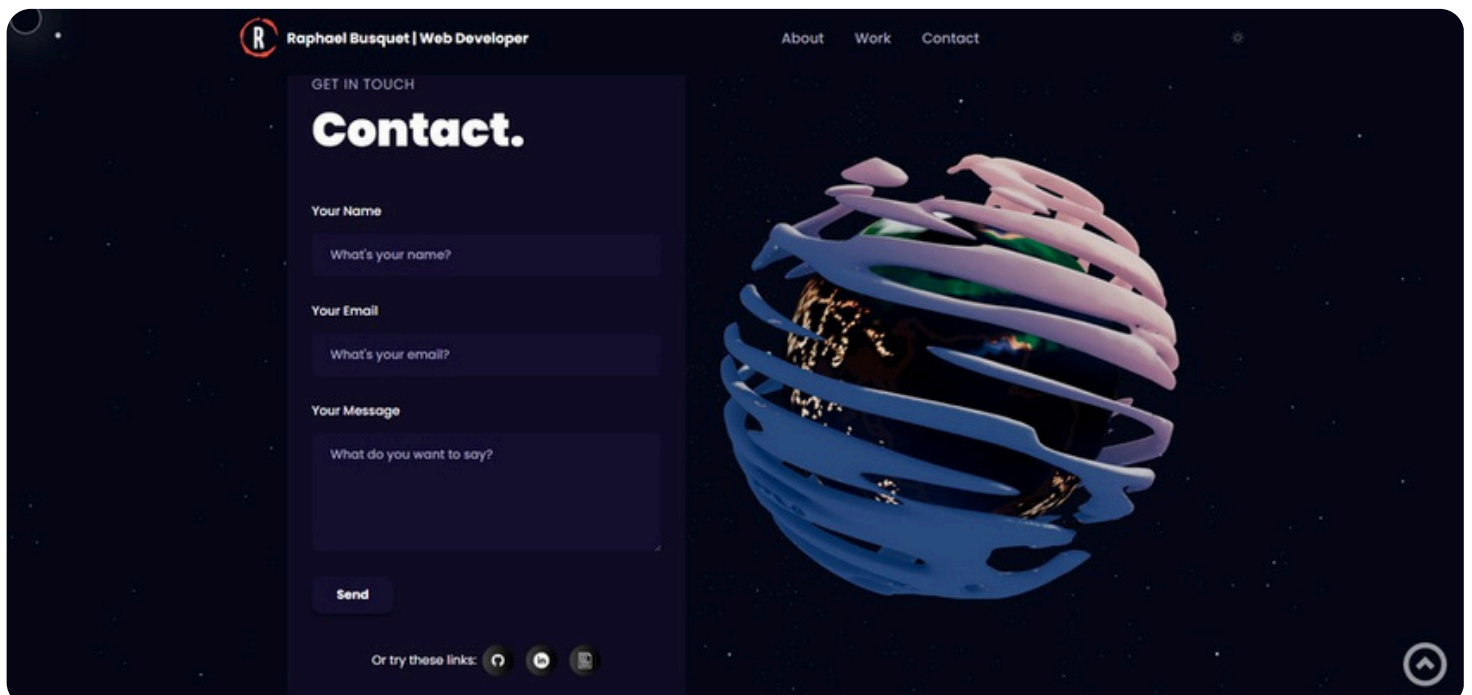 R
Raphael Busquet | Web Developer
About Work Contact
GET IN TOUCH
Contact.
Your Name
What's your name?
Your Email
What's your email?
Your Message
What do you want to say?
Send
Or try these links:
in